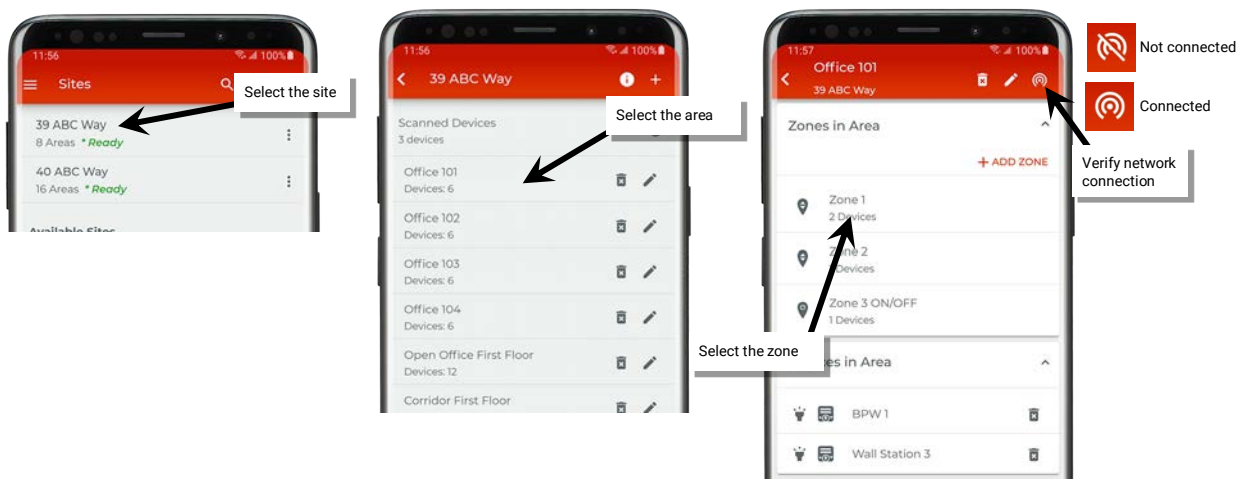 11:56
100%
Sites
Select the site
39 ABC Way
8 Areas * Ready
40 ABC Way
16 Areas * Ready
Available Sites
11:56
100%
39 ABC Way
Scanned Devices
3 devices
Select the area
Office 101
Devices: 6
Office 102
Devices: 6
Office 103
Devices: 6
Office 104
Devices: 6
Open Office First Floor
Devices: 12
Corridor First Floor
11:57
100%
Office 101
39 ABC Way
Zones in Area
+ ADD ZONE
Zone 1
2 Devices
Zone 2
Devices
Zone 3 ON/OFF
1 Devices
Select the zone
in Area
BPW 1
Wall Station 3
Not connected
Connected
Verify network
connection